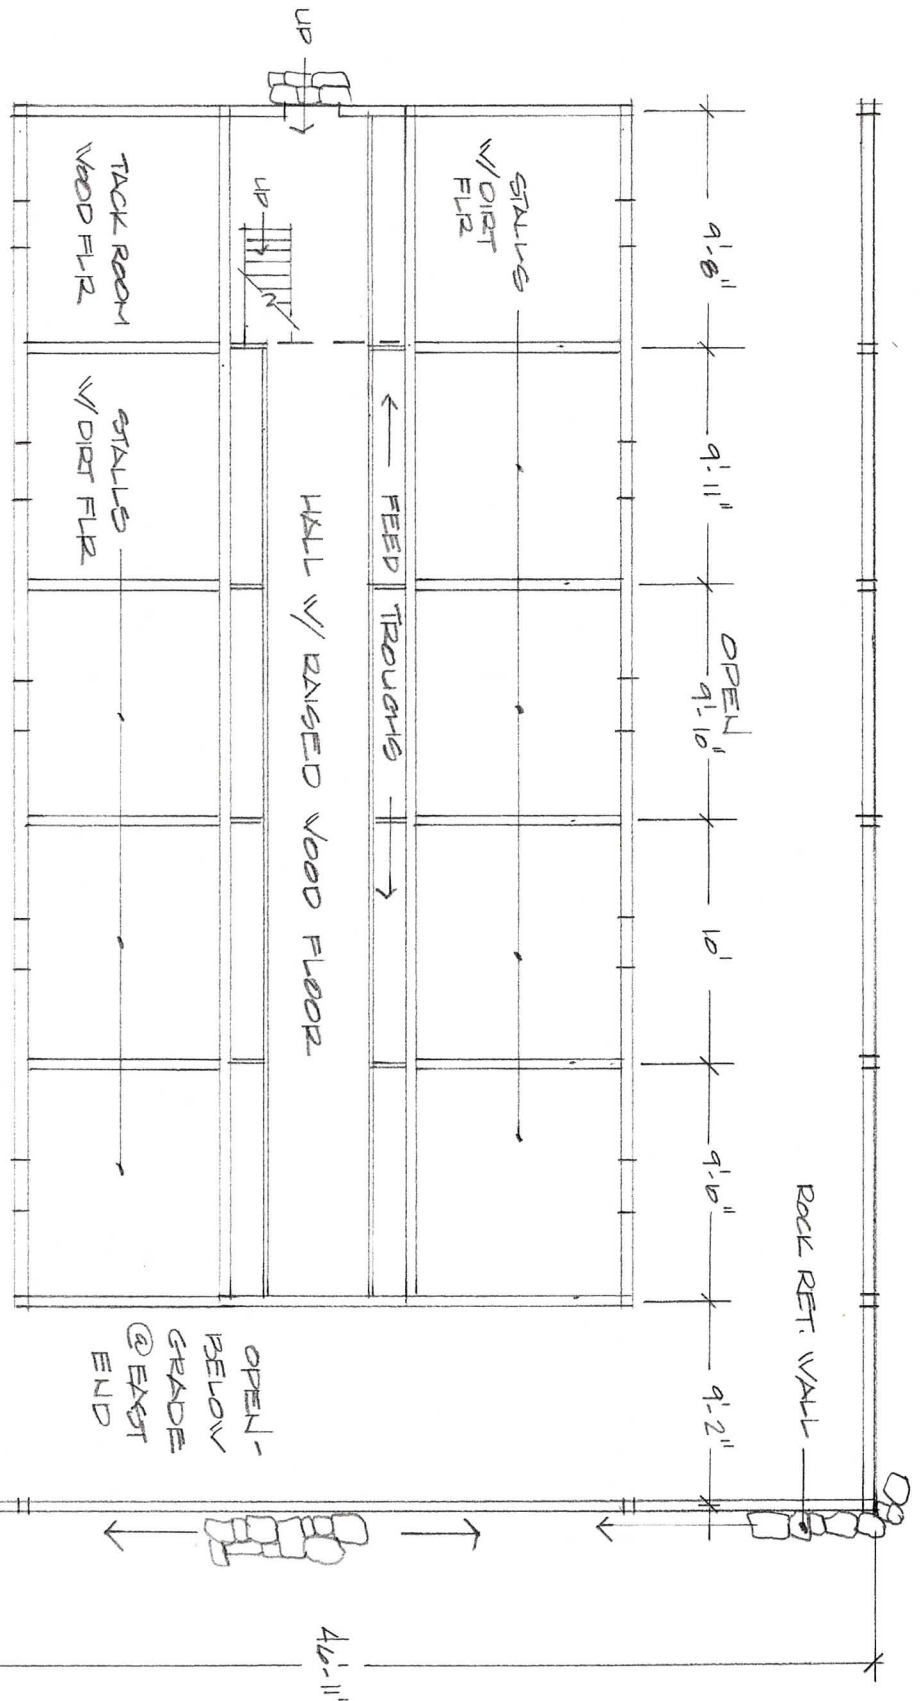 ROCK RET. WALL
OPEN
9'-8"
9'-11"
9'-10"
10'
9'-10"
9'-2"
46'-11"
STALLS
W/ DIRT
FLR
FEED TROUGHS
UP
UP
HALL W/ RAISED WOOD FLOOR
TACK ROOM
WOOD FLR
STALLS
W/ DIRT FLR
OPEN-
BELOW
GRADE
@ EAST
END